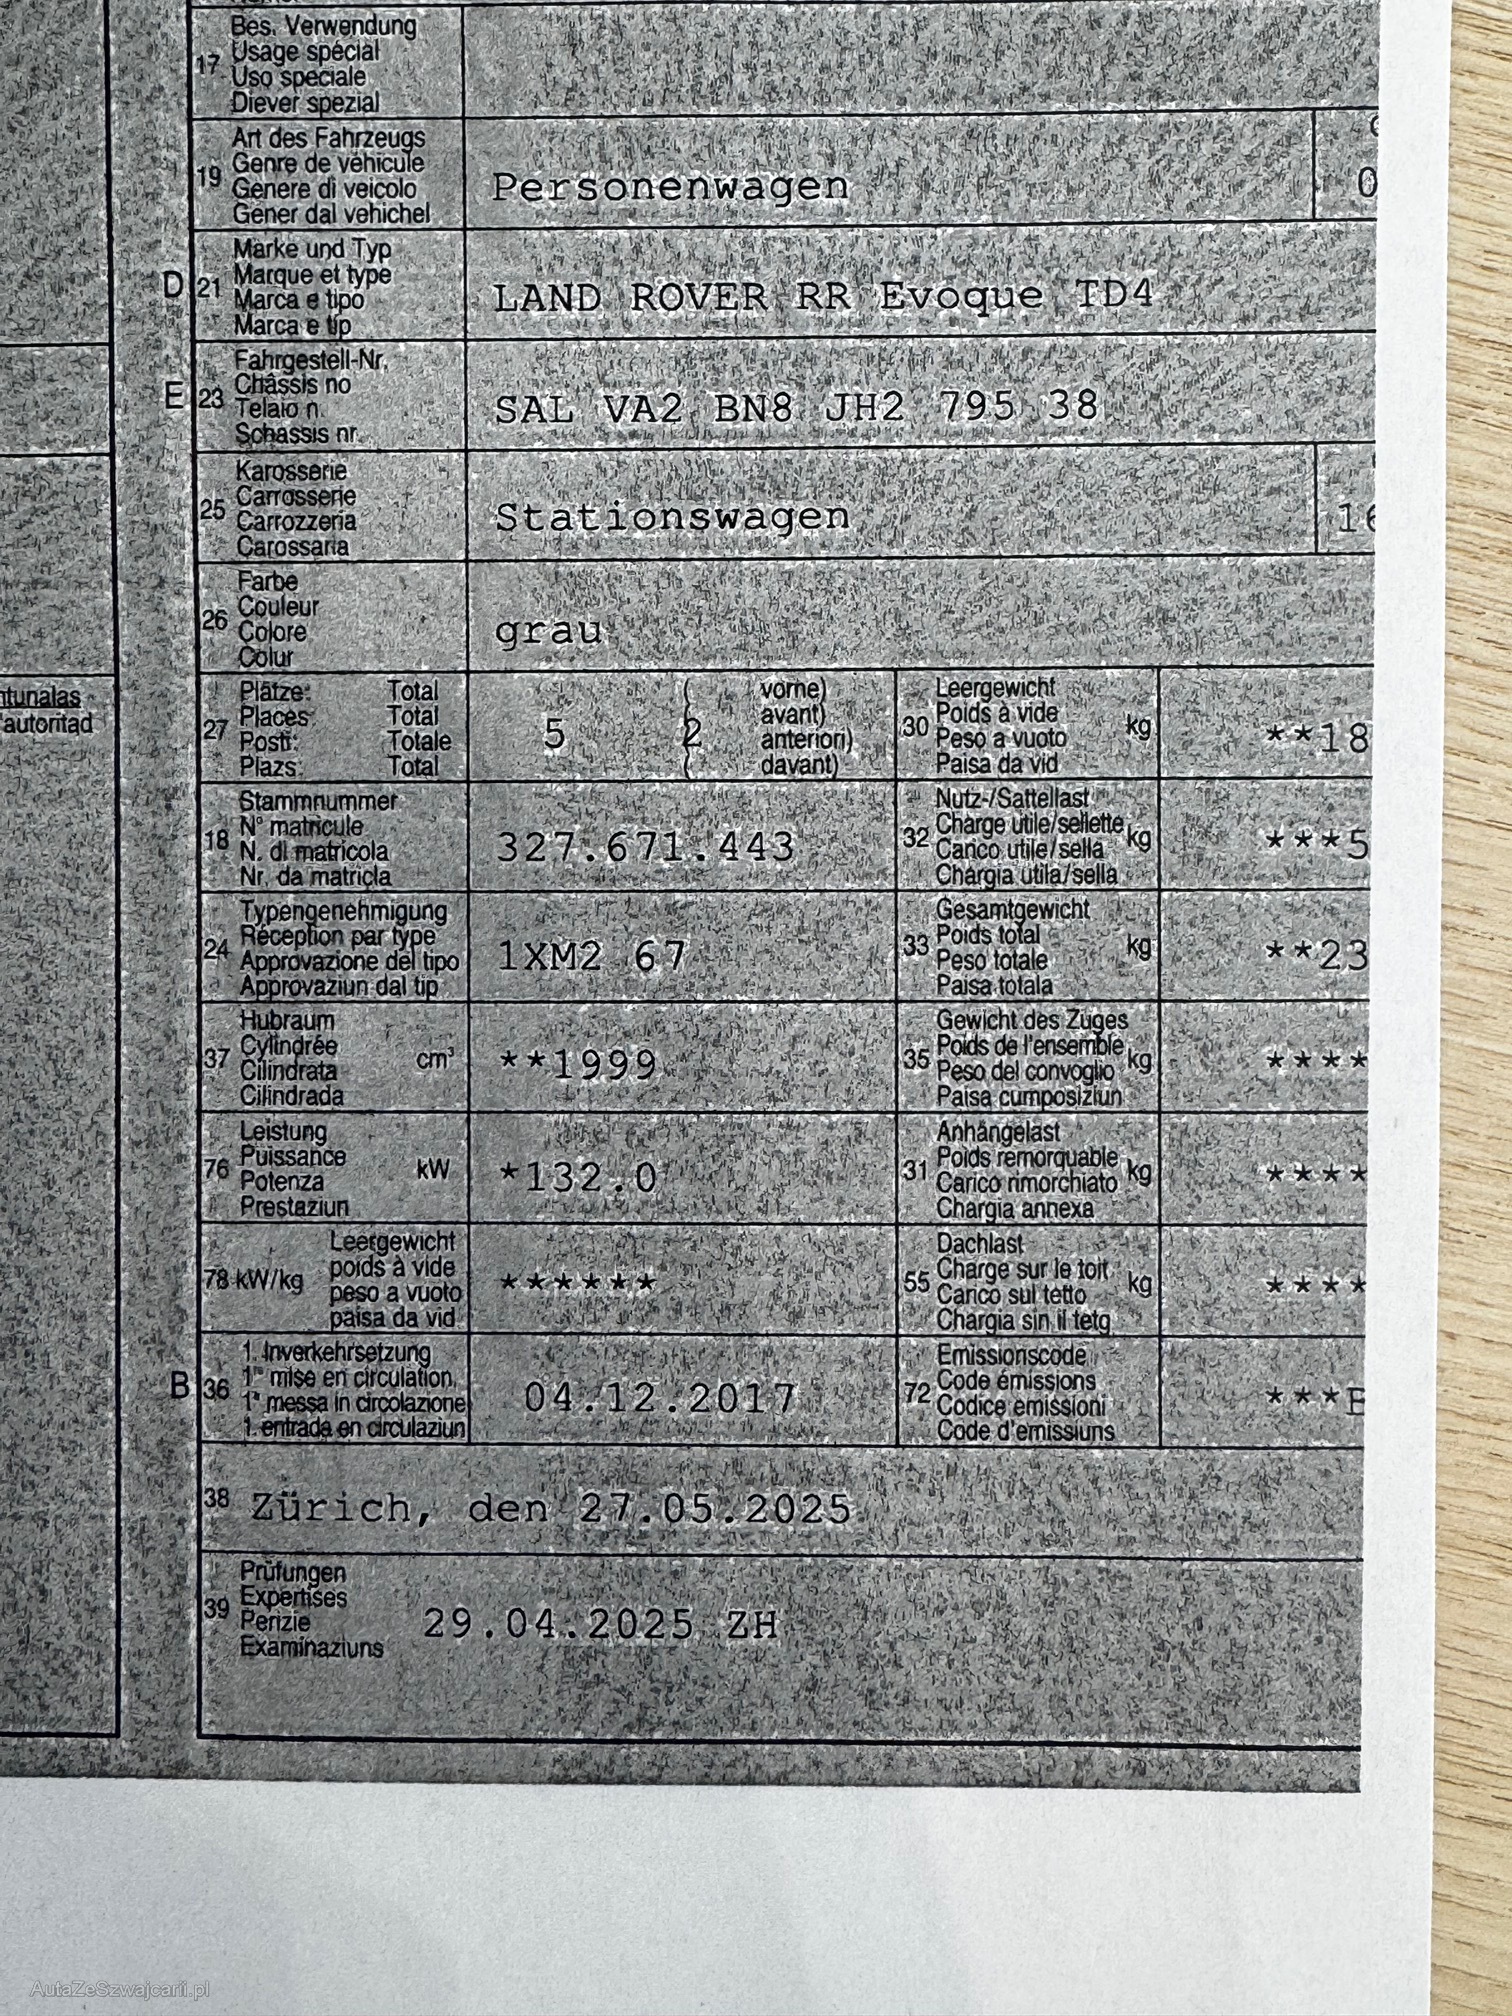 Bes. Verwendung
17 Usage spécial
Uso speciale
Diever spezial
Art des Fahrzeugs
19 Genre de véhicule
Genere di veicolo
Gener dal vehichel
Personenwagen
0
Marke und Typ
D 21 Marque et type
Marca e tipo
Marca e tip
LAND ROVER RR Evoque TD4
Fahrgestell-Nr.
E 23 Châssis no
Telaio n.
Schassis nr.
SAL VA2 BN8 JH2 795 38
Karosserie
25 Carrosserie
Carrozzeria
Carossaria
Stationswagen
16
Farbe
26 Couleur
Colore
Colur
grau
ntunalas
'autoritad
27 Plätze: Total
Places: Total
Posti: Totale
Plazs: Total
5 ( 2 vorne)
avant)
anteriori)
davant)
30 Leergewicht
Poids à vide kg
Peso a vuoto
Paisa da vid
**18
Stammnummer
18 N° matricule
N. di matricola
Nr. da matricla
327.671.443
Nutz-/Sattellast
32 Charge utile/sellette kg
Carico utile/sella
Chargia utila/sella
***5
Typengenehmigung
24 Réception par type
Approvazione del tipo
Approvaziun dal tip
1XM2 67
Gesamtgewicht
33 Poids total kg
Peso totale
Paisa totala
**23
Hubraum
37 Cylindrée cm³
Cilindrata
Cilindrada
**1999
Gewicht des Zuges
35 Poids de l'ensemble kg
Peso del convoglio
Paisa cumposiziun
****
Leistung
76 Puissance kW
Potenza
Prestaziun
*132.0
Anhängelast
31 Poids remorquable kg
Carico rimorchiato
Chargia annexa
****
Leergewicht
78 kW/kg poids à vide
peso a vuoto
paisa da vid
******
Dachlast
55 Charge sur le toit kg
Carico sul tetto
Chargia sin il tetg
****
1. Inverkehrsetzung
B 36 1re mise en circulation
1a messa in circolazione
1. entrada en circulaziun
04.12.2017
Emissionscode
72 Code émissions
Codice emissioni
Code d'emissiuns
***B
38 Zürich, den 27.05.2025
Prüfungen
39 Expertises
Perizie
Examinaziuns
29.04.2025 ZH
AutaZeSzwajcarii.pl